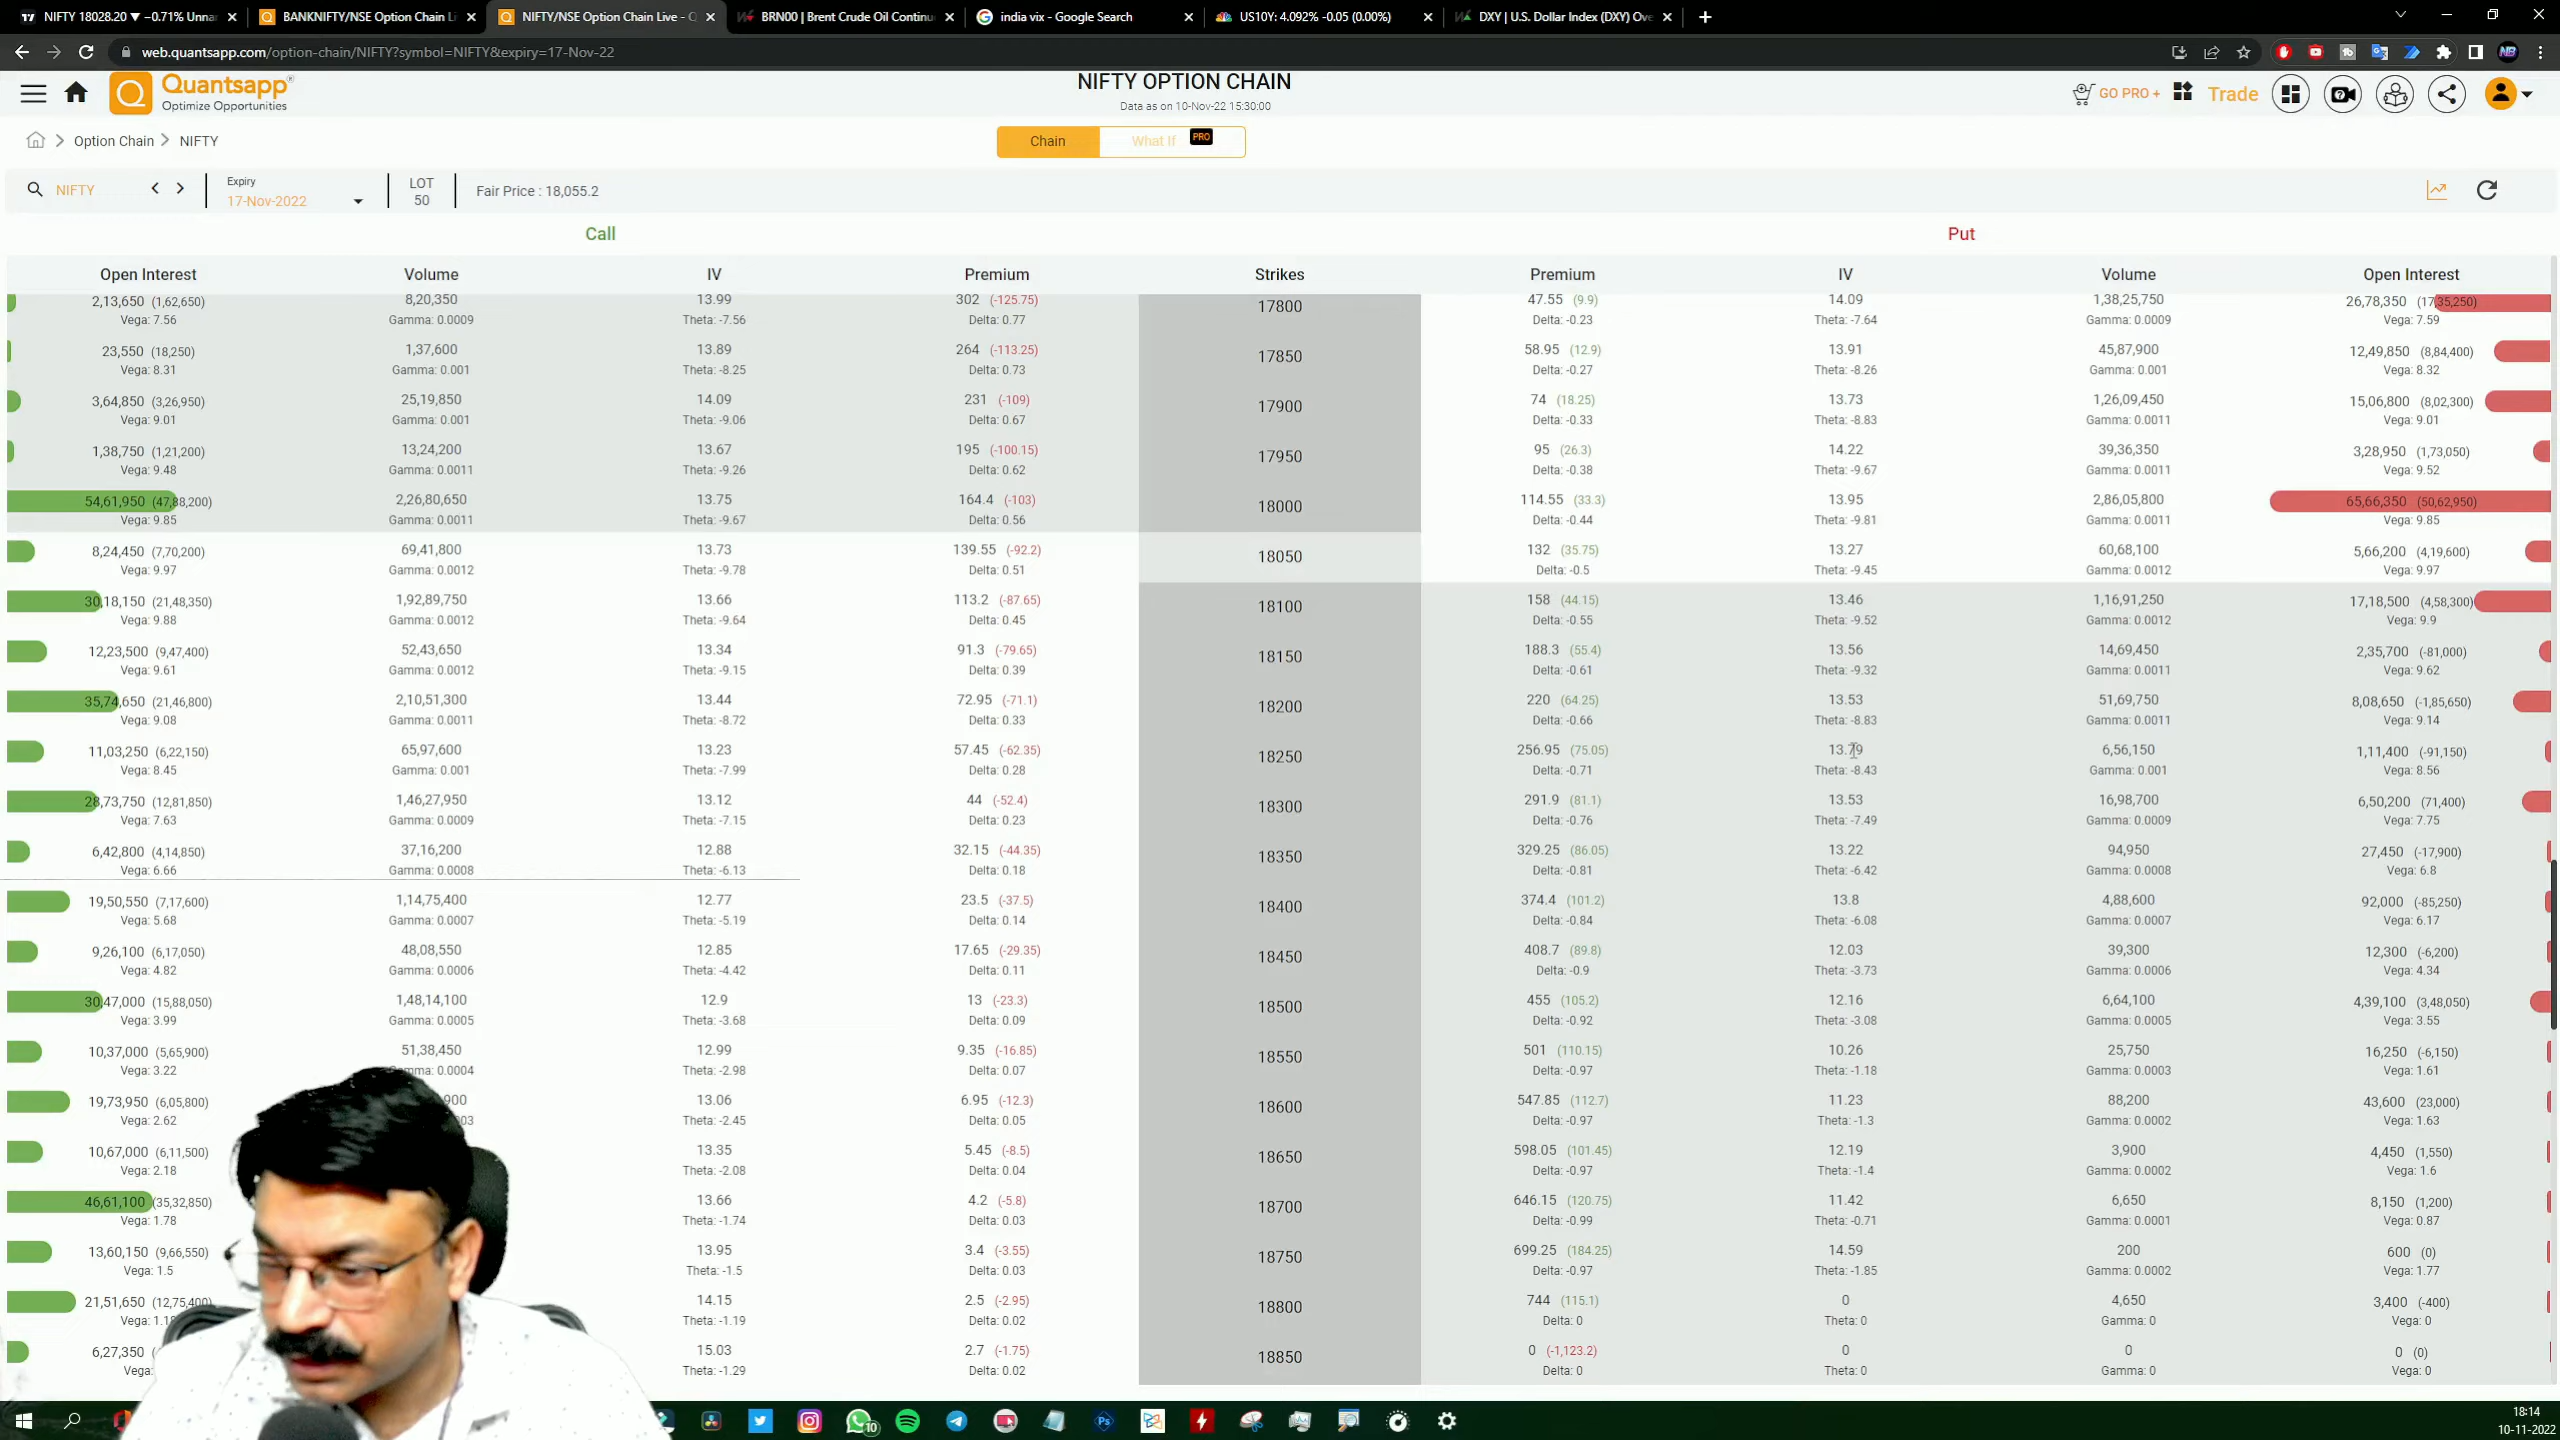 NIFTY 18028.20 ▼ −0.71% Unna
BANKNIFTY/NSE Option Chain Li
NIFTY/NSE Option Chain Live - Q
BRN00 | Brent Crude Oil Continu
india vix - Google Search
US10Y: 4.092% -0.05 (0.00%)
DXY | U.S. Dollar Index (DXY) Ove
web.quantsapp.com/option-chain/NIFTY?symbol=NIFTY&expiry=17-Nov-22
Quantsapp
Optimize Opportunities
NIFTY OPTION CHAIN
Data as on 10-Nov-22 15:30:00
GO PRO +
Trade
Option Chain > NIFTY
Chain
What If PRO
NIFTY
Expiry
17-Nov-2022
LOT
50
Fair Price : 18,055.2
Call Put
Open Interest Volume IV Premium Strikes Premium IV Volume Open Interest
2,13,650 (1,62,650) 8,20,350 13.99 302 (-125.75) 17800 47.55 (9.9) 14.09 1,38,25,750 26,78,350 (17,35,250)
Vega: 7.56 Gamma: 0.0009 Theta: -7.56 Delta: 0.77 Delta: -0.23 Theta: -7.64 Gamma: 0.0009 Vega: 7.59
23,550 (18,250) 1,37,600 13.89 264 (-113.25) 17850 58.95 (12.9) 13.91 45,87,900 12,49,850 (8,84,400)
Vega: 8.31 Gamma: 0.001 Theta: -8.25 Delta: 0.73 Delta: -0.27 Theta: -8.26 Gamma: 0.001 Vega: 8.32
3,64,850 (3,26,950) 25,19,850 14.09 231 (-109) 17900 74 (18.25) 13.73 1,26,09,450 15,06,800 (8,02,300)
Vega: 9.01 Gamma: 0.001 Theta: -9.06 Delta: 0.67 Delta: -0.33 Theta: -8.83 Gamma: 0.0011 Vega: 9.01
1,38,750 (1,21,200) 13,24,200 13.67 195 (-100.15) 17950 95 (26.3) 14.22 39,36,350 3,28,950 (1,73,050)
Vega: 9.48 Gamma: 0.0011 Theta: -9.26 Delta: 0.62 Delta: -0.38 Theta: -9.67 Gamma: 0.0011 Vega: 9.52
54,61,950 (47,88,200) 2,26,80,650 13.75 164.4 (-103) 18000 114.55 (33.3) 13.95 2,86,05,800 65,66,350 (50,62,950)
Vega: 9.85 Gamma: 0.0011 Theta: -9.67 Delta: 0.56 Delta: -0.44 Theta: -9.81 Gamma: 0.0011 Vega: 9.85
8,24,450 (7,70,200) 69,41,800 13.73 139.55 (-92.2) 18050 132 (35.75) 13.27 60,68,100 5,66,200 (4,19,600)
Vega: 9.97 Gamma: 0.0012 Theta: -9.78 Delta: 0.51 Delta: -0.5 Theta: -9.45 Gamma: 0.0012 Vega: 9.97
30,18,150 (21,48,350) 1,92,89,750 13.66 113.2 (-87.65) 18100 158 (44.15) 13.46 1,16,91,250 17,18,500 (4,58,300)
Vega: 9.88 Gamma: 0.0012 Theta: -9.64 Delta: 0.45 Delta: -0.55 Theta: -9.52 Gamma: 0.0012 Vega: 9.9
12,23,500 (9,47,400) 52,43,650 13.34 91.3 (-79.65) 18150 188.3 (55.4) 13.56 14,69,450 2,35,700 (-81,000)
Vega: 9.61 Gamma: 0.0012 Theta: -9.15 Delta: 0.39 Delta: -0.61 Theta: -9.32 Gamma: 0.0011 Vega: 9.62
35,74,650 (21,46,800) 2,10,51,300 13.44 72.95 (-71.1) 18200 220 (64.25) 13.53 51,69,750 8,08,650 (-1,85,650)
Vega: 9.08 Gamma: 0.0011 Theta: -8.72 Delta: 0.33 Delta: -0.66 Theta: -8.83 Gamma: 0.0011 Vega: 9.14
11,03,250 (6,22,150) 65,97,600 13.23 57.45 (-62.35) 18250 256.95 (75.05) 13.79 6,56,150 1,11,400 (-91,150)
Vega: 8.45 Gamma: 0.001 Theta: -7.99 Delta: 0.28 Delta: -0.71 Theta: -8.43 Gamma: 0.001 Vega: 8.56
28,73,750 (12,81,850) 1,46,27,950 13.12 44 (-52.4) 18300 291.9 (81.1) 13.53 16,98,700 6,50,200 (71,400)
Vega: 7.63 Gamma: 0.0009 Theta: -7.15 Delta: 0.23 Delta: -0.76 Theta: -7.49 Gamma: 0.0009 Vega: 7.75
6,42,800 (4,14,850) 37,16,200 12.88 32.15 (-44.35) 18350 329.25 (86.05) 13.22 94,950 27,450 (-17,900)
Vega: 6.66 Gamma: 0.0008 Theta: -6.13 Delta: 0.18 Delta: -0.81 Theta: -6.42 Gamma: 0.0008 Vega: 6.8
19,50,550 (7,17,600) 1,14,75,400 12.77 23.5 (-37.5) 18400 374.4 (101.2) 13.8 4,88,600 92,000 (-85,250)
Vega: 5.68 Gamma: 0.0007 Theta: -5.19 Delta: 0.14 Delta: -0.84 Theta: -6.08 Gamma: 0.0007 Vega: 6.17
9,26,100 (6,17,050) 48,08,550 12.85 17.65 (-29.35) 18450 408.7 (89.8) 12.03 39,300 12,300 (-6,200)
Vega: 4.82 Gamma: 0.0006 Theta: -4.42 Delta: 0.11 Delta: -0.9 Theta: -3.73 Gamma: 0.0006 Vega: 4.34
30,47,000 (15,88,050) 1,48,14,100 12.9 13 (-23.3) 18500 455 (105.2) 12.16 6,64,100 4,39,100 (3,48,050)
Vega: 3.99 Gamma: 0.0005 Theta: -3.68 Delta: 0.09 Delta: -0.92 Theta: -3.08 Gamma: 0.0005 Vega: 3.55
10,37,000 (5,65,900) 51,38,450 12.99 9.35 (-16.85) 18550 501 (110.15) 10.26 25,750 16,250 (-6,150)
Vega: 3.22 mma: 0.0004 Theta: -2.98 Delta: 0.07 Delta: -0.97 Theta: -1.18 Gamma: 0.0003 Vega: 1.61
19,73,950 (6,05,800) 900 13.06 6.95 (-12.3) 18600 547.85 (112.7) 11.23 88,200 43,600 (23,000)
Vega: 2.62 03 Theta: -2.45 Delta: 0.05 Delta: -0.97 Theta: -1.3 Gamma: 0.0002 Vega: 1.63
10,67,000 (6,11,500) 13.35 5.45 (-8.5) 18650 598.05 (101.45) 12.19 3,900 4,450 (1,550)
Vega: 2.18 Theta: -2.08 Delta: 0.04 Delta: -0.97 Theta: -1.4 Gamma: 0.0002 Vega: 1.6
46,61,100 (35,32,850) 13.66 4.2 (-5.8) 18700 646.15 (120.75) 11.42 6,650 8,150 (1,200)
Vega: 1.78 Theta: -1.74 Delta: 0.03 Delta: -0.99 Theta: -0.71 Gamma: 0.0001 Vega: 0.87
13,60,150 (9,66,550) 13.95 3.4 (-3.55) 18750 699.25 (184.25) 14.59 200 600 (0)
Vega: 1.5 Theta: -1.5 Delta: 0.03 Delta: -0.97 Theta: -1.85 Gamma: 0.0002 Vega: 1.77
21,51,650 (12,75,400) 14.15 2.5 (-2.95) 18800 744 (115.1) 0 4,650 3,400 (-400)
Vega: 1.1 Theta: -1.19 Delta: 0.02 Delta: 0 Theta: 0 Gamma: 0 Vega: 0
6,27,350 15.03 2.7 (-1.75) 18850 0 (-1,123.2) 0 0 0 (0)
Vega: Theta: -1.29 Delta: 0.02 Delta: 0 Theta: 0 Gamma: 0 Vega: 0
18:14
10-11-2022